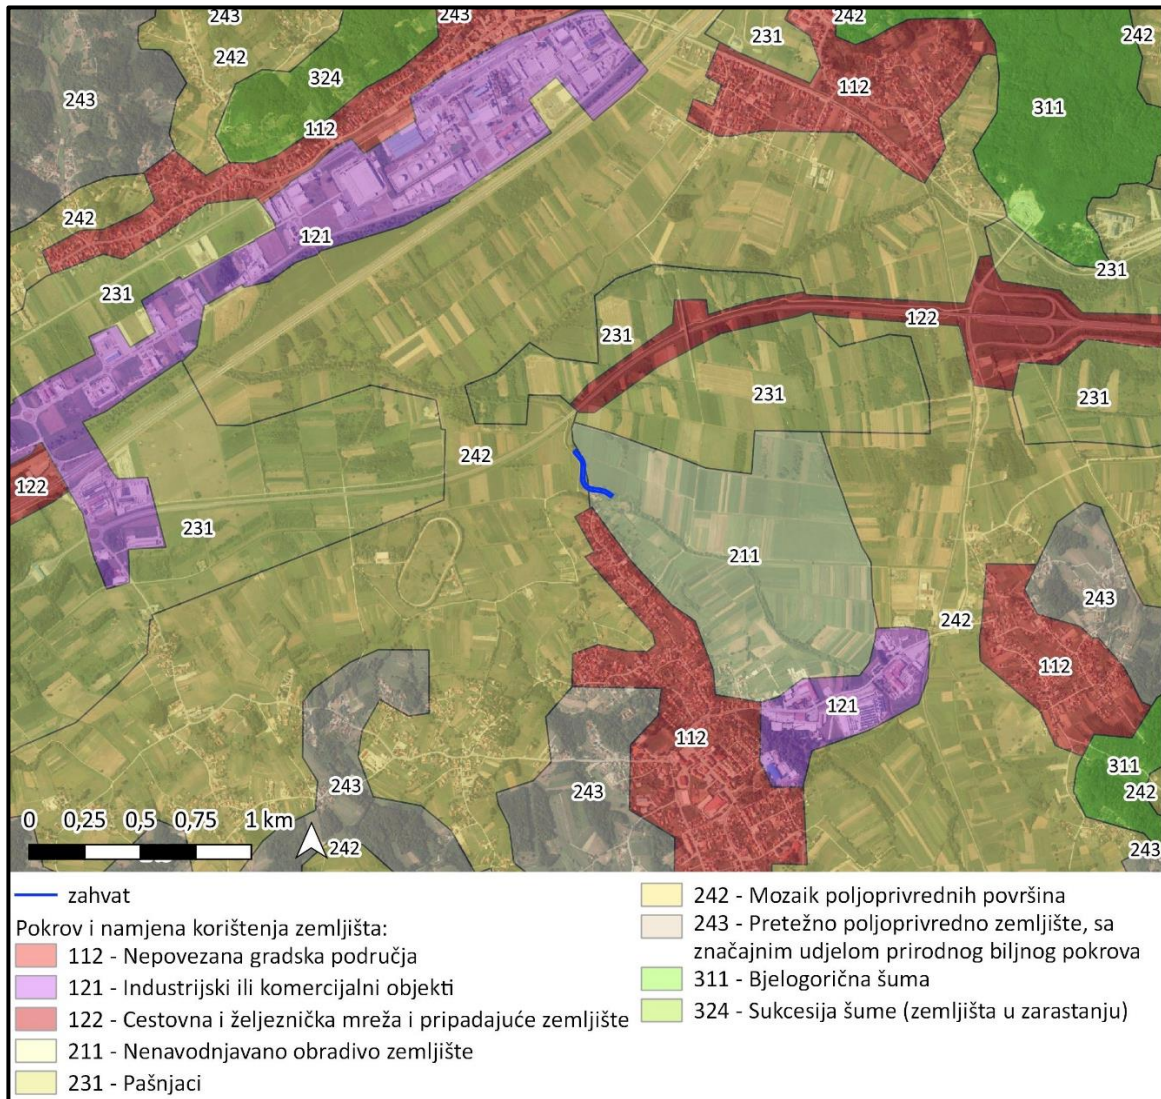 243
243
242
242
231
243
324
112
311
242
112
242
121
231
231
122
231
231
231
122
242
231
211
242
243
112
121
112
311
243
243
242
242
243
0 0,25 0,5 0,75 1 km
zahvat
Pokrov i namjena korištenja zemljišta:
112 - Nepovezana gradska područja
121 - Industrijski ili komercijalni objekti
122 - Cestovna i željeznička mreža i pripadajuće zemljište
211 - Nenavodnjavano obradivo zemljište
231 - Pašnjaci
242 - Mozaik poljoprivrednih površina
243 - Pretežno poljoprivredno zemljište, sa
značajnim udjelom prirodnog biljnog pokrova
311 - Bjelogorična šuma
324 - Sukcesija šume (zemljišta u zarastanju)